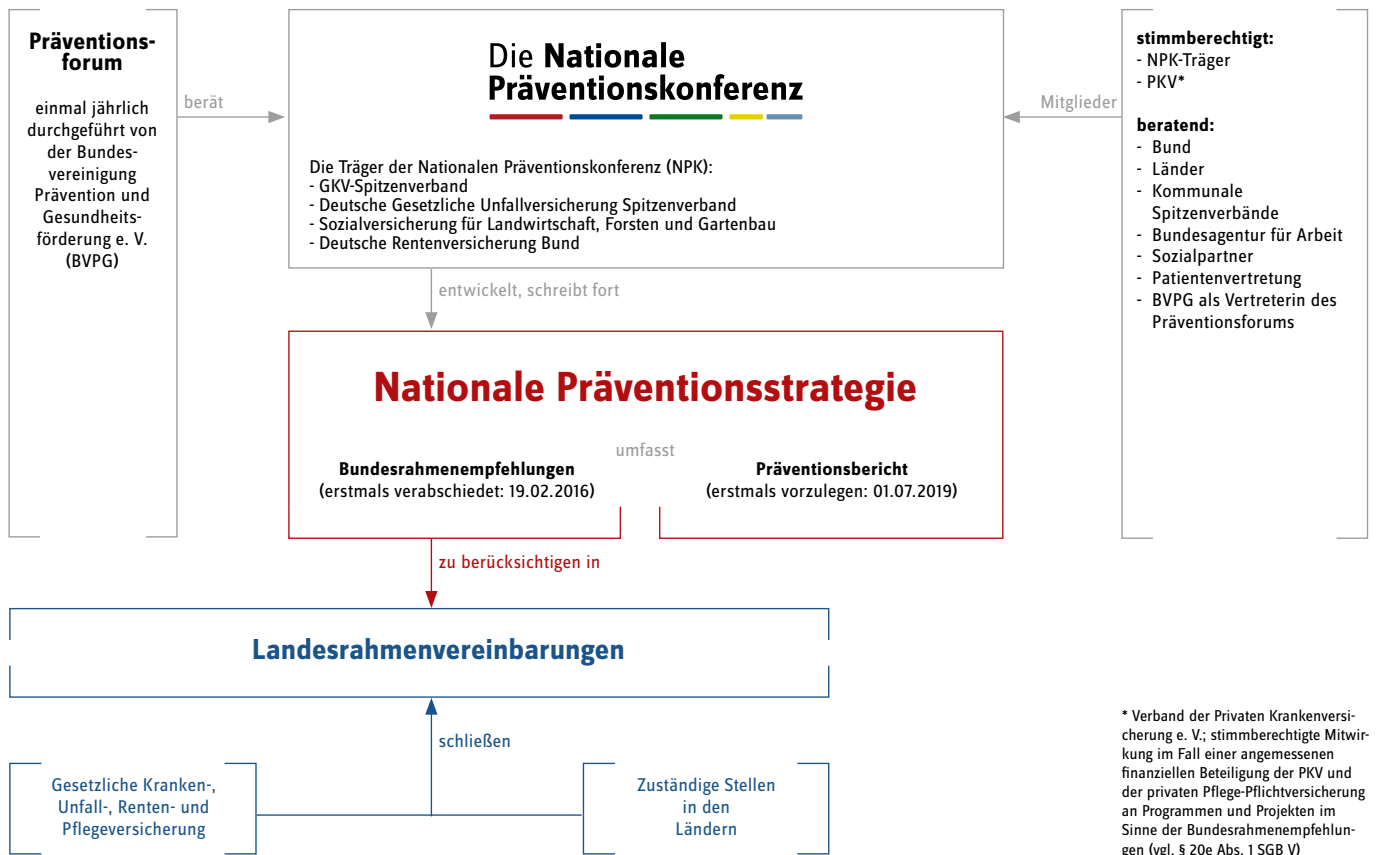 Präventions-
forum
einmal jährlich
durchgeführt von
der Bundes-
vereinigung
Prävention und
Gesundheits-
förderung e. V.
(BVPG)
berät
Die Nationale
Präventionskonferenz
Die Träger der Nationalen Präventionskonferenz (NPK):
- GKV-Spitzenverband
- Deutsche Gesetzliche Unfallversicherung Spitzenverband
- Sozialversicherung für Landwirtschaft, Forsten und Gartenbau
- Deutsche Rentenversicherung Bund
Mitglieder
stimmberechtigt:
- NPK-Träger
- PKV*
beratend:
- Bund
- Länder
- Kommunale
Spitzenverbände
- Bundesagentur für Arbeit
- Sozialpartner
- Patientenvertretung
- BVPG als Vertreterin des
Präventionsforums
entwickelt, schreibt fort
Nationale Präventionsstrategie
umfasst
Bundesrahmenempfehlungen
(erstmals verabschiedet: 19.02.2016)
Präventionsbericht
(erstmals vorzulegen: 01.07.2019)
zu berücksichtigen in
Landesrahmenvereinbarungen
schließen
Gesetzliche Kranken-,
Unfall-, Renten- und
Pflegeversicherung
Zuständige Stellen
in den
Ländern
* Verband der Privaten Krankenversi-
cherung e. V.; stimmberechtigte Mitwir-
kung im Fall einer angemessenen
finanziellen Beteiligung der PKV und
der privaten Pflege-Pflichtversicherung
an Programmen und Projekten im
Sinne der Bundesrahmenempfehlun-
gen (vgl. § 20e Abs. 1 SGB V)